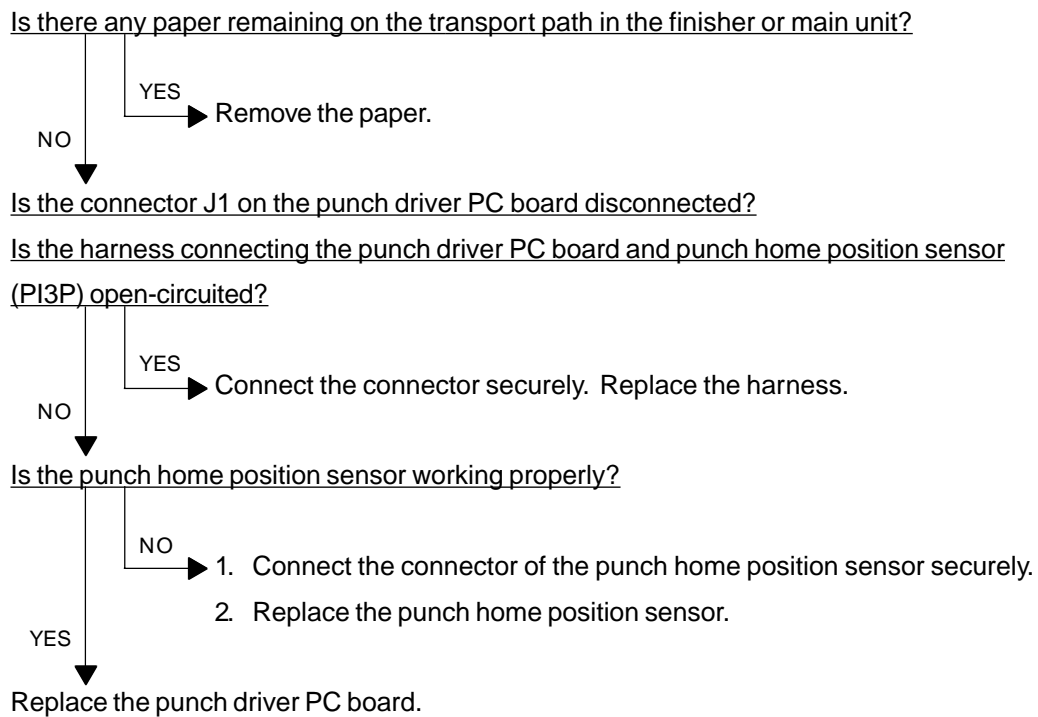 Is there any paper remaining on the transport path in the finisher or main unit?
YES
Remove the paper.
NO
Is the connector J1 on the punch driver PC board disconnected?
Is the harness connecting the punch driver PC board and punch home position sensor
(PI3P) open-circuited?
YES
Connect the connector securely. Replace the harness.
NO
Is the punch home position sensor working properly?
NO
1. Connect the connector of the punch home position sensor securely.
2. Replace the punch home position sensor.
YES
Replace the punch driver PC board.